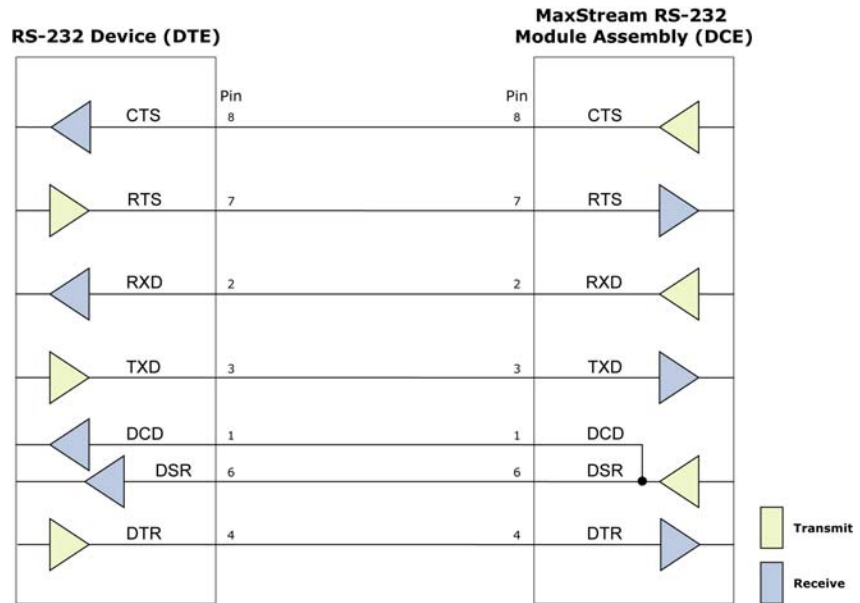 RS-232 Device (DTE)
MaxStream RS-232
Module Assembly (DCE)
Pin
Pin
CTS 8 8 CTS
RTS 7 7 RTS
RXD 2 2 RXD
TXD 3 3 TXD
DCD 1 1 DCD
DSR 6 6 DSR
DTR 4 4 DTR
Transmit
Receive